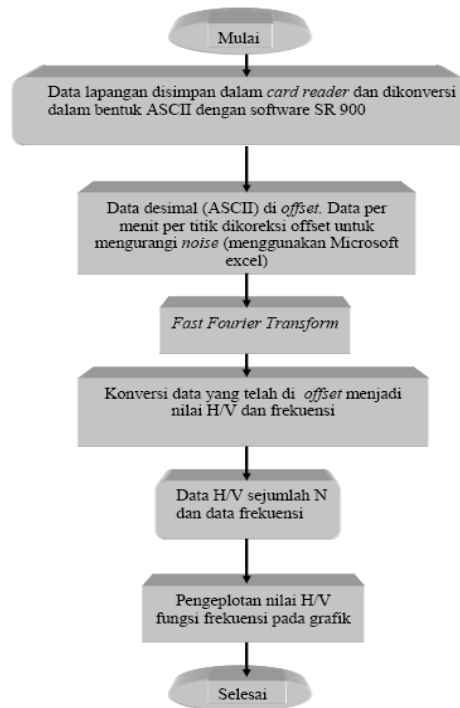 Mulai
Data lapangan disimpan dalam card reader dan dikonversi
dalam bentuk ASCII dengan software SR 900
Data desimal (ASCII) di offset. Data per
menit per titik dikoreksi offset untuk
mengurangi noise (menggunakan Microsoft
excel)
Fast Fourier Transform
Konversi data yang telah di offset menjadi
nilai H/V dan frekuensi
Data H/V sejumlah N
dan data frekuensi
Pengeplotan nilai H/V
fungsi frekuensi pada grafik
Selesai